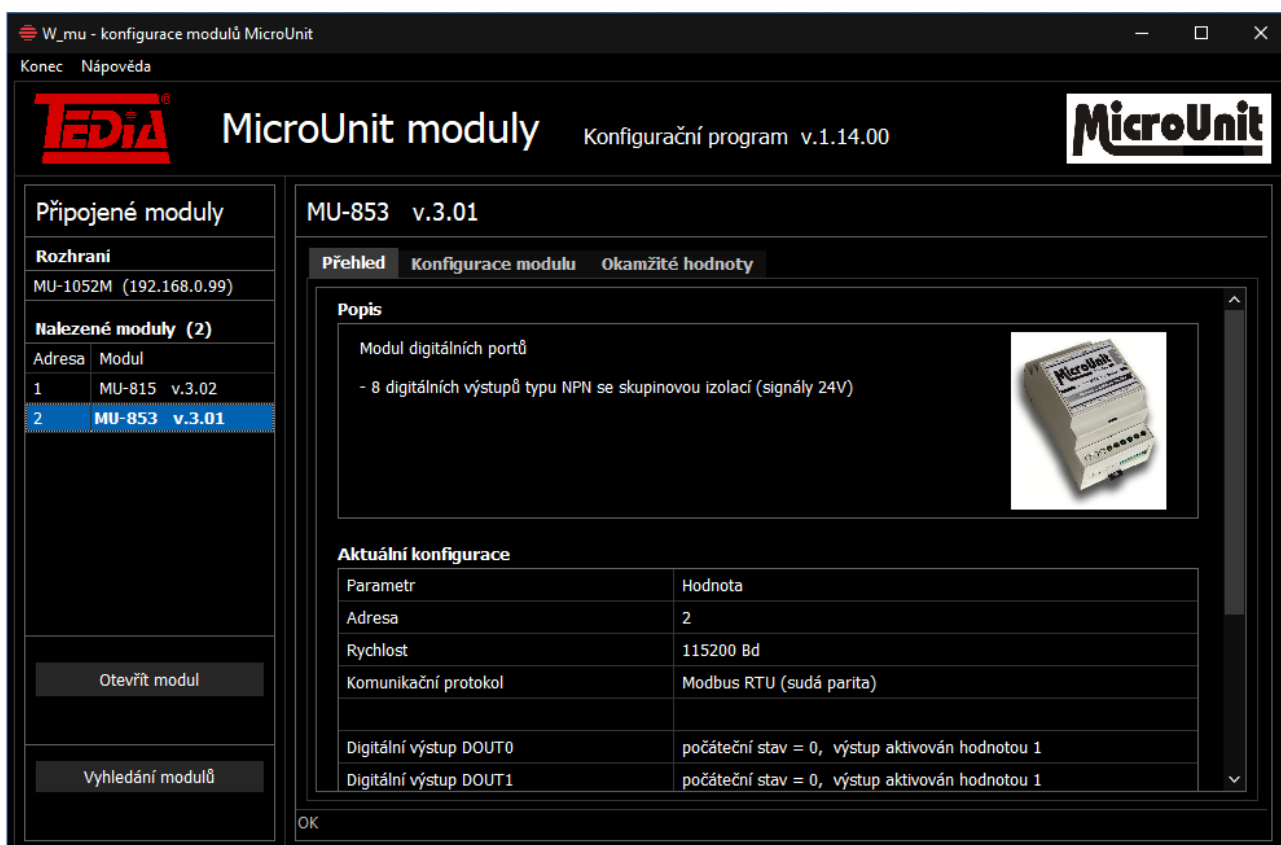 W_mu - konfigurace modulů MicroUnit
Konec Nápověda
TEDiA®
MicroUnit moduly Konfigurační program v.1.14.00
MicroUnit
Připojené moduly
Rozhraní
MU-1052M (192.168.0.99)
Nalezené moduly (2)
Adresa Modul
1 MU-815 v.3.02
2 MU-853 v.3.01
Otevřít modul
Vyhledání modulů
MU-853 v.3.01
Přehled Konfigurace modulu Okamžité hodnoty
Popis
Modul digitálních portů
- 8 digitálních výstupů typu NPN se skupinovou izolací (signály 24V)
MicroUnit
Aktuální konfigurace
Parametr Hodnota
Adresa 2
Rychlost 115200 Bd
Komunikační protokol Modbus RTU (sudá parita)
Digitální výstup DOUT0 počáteční stav = 0, výstup aktivován hodnotou 1
Digitální výstup DOUT1 počáteční stav = 0, výstup aktivován hodnotou 1
OK